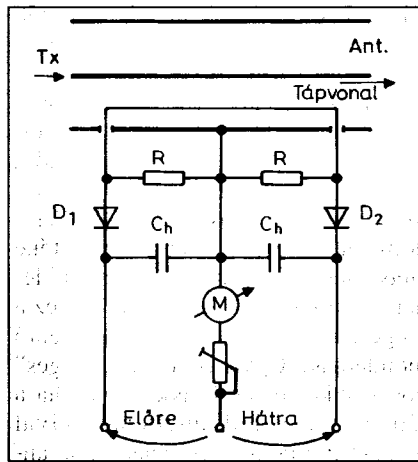 Ant.
Tx
Tápvonal
R
R
D1
D2
Ch
Ch
M
Előre
Hátra